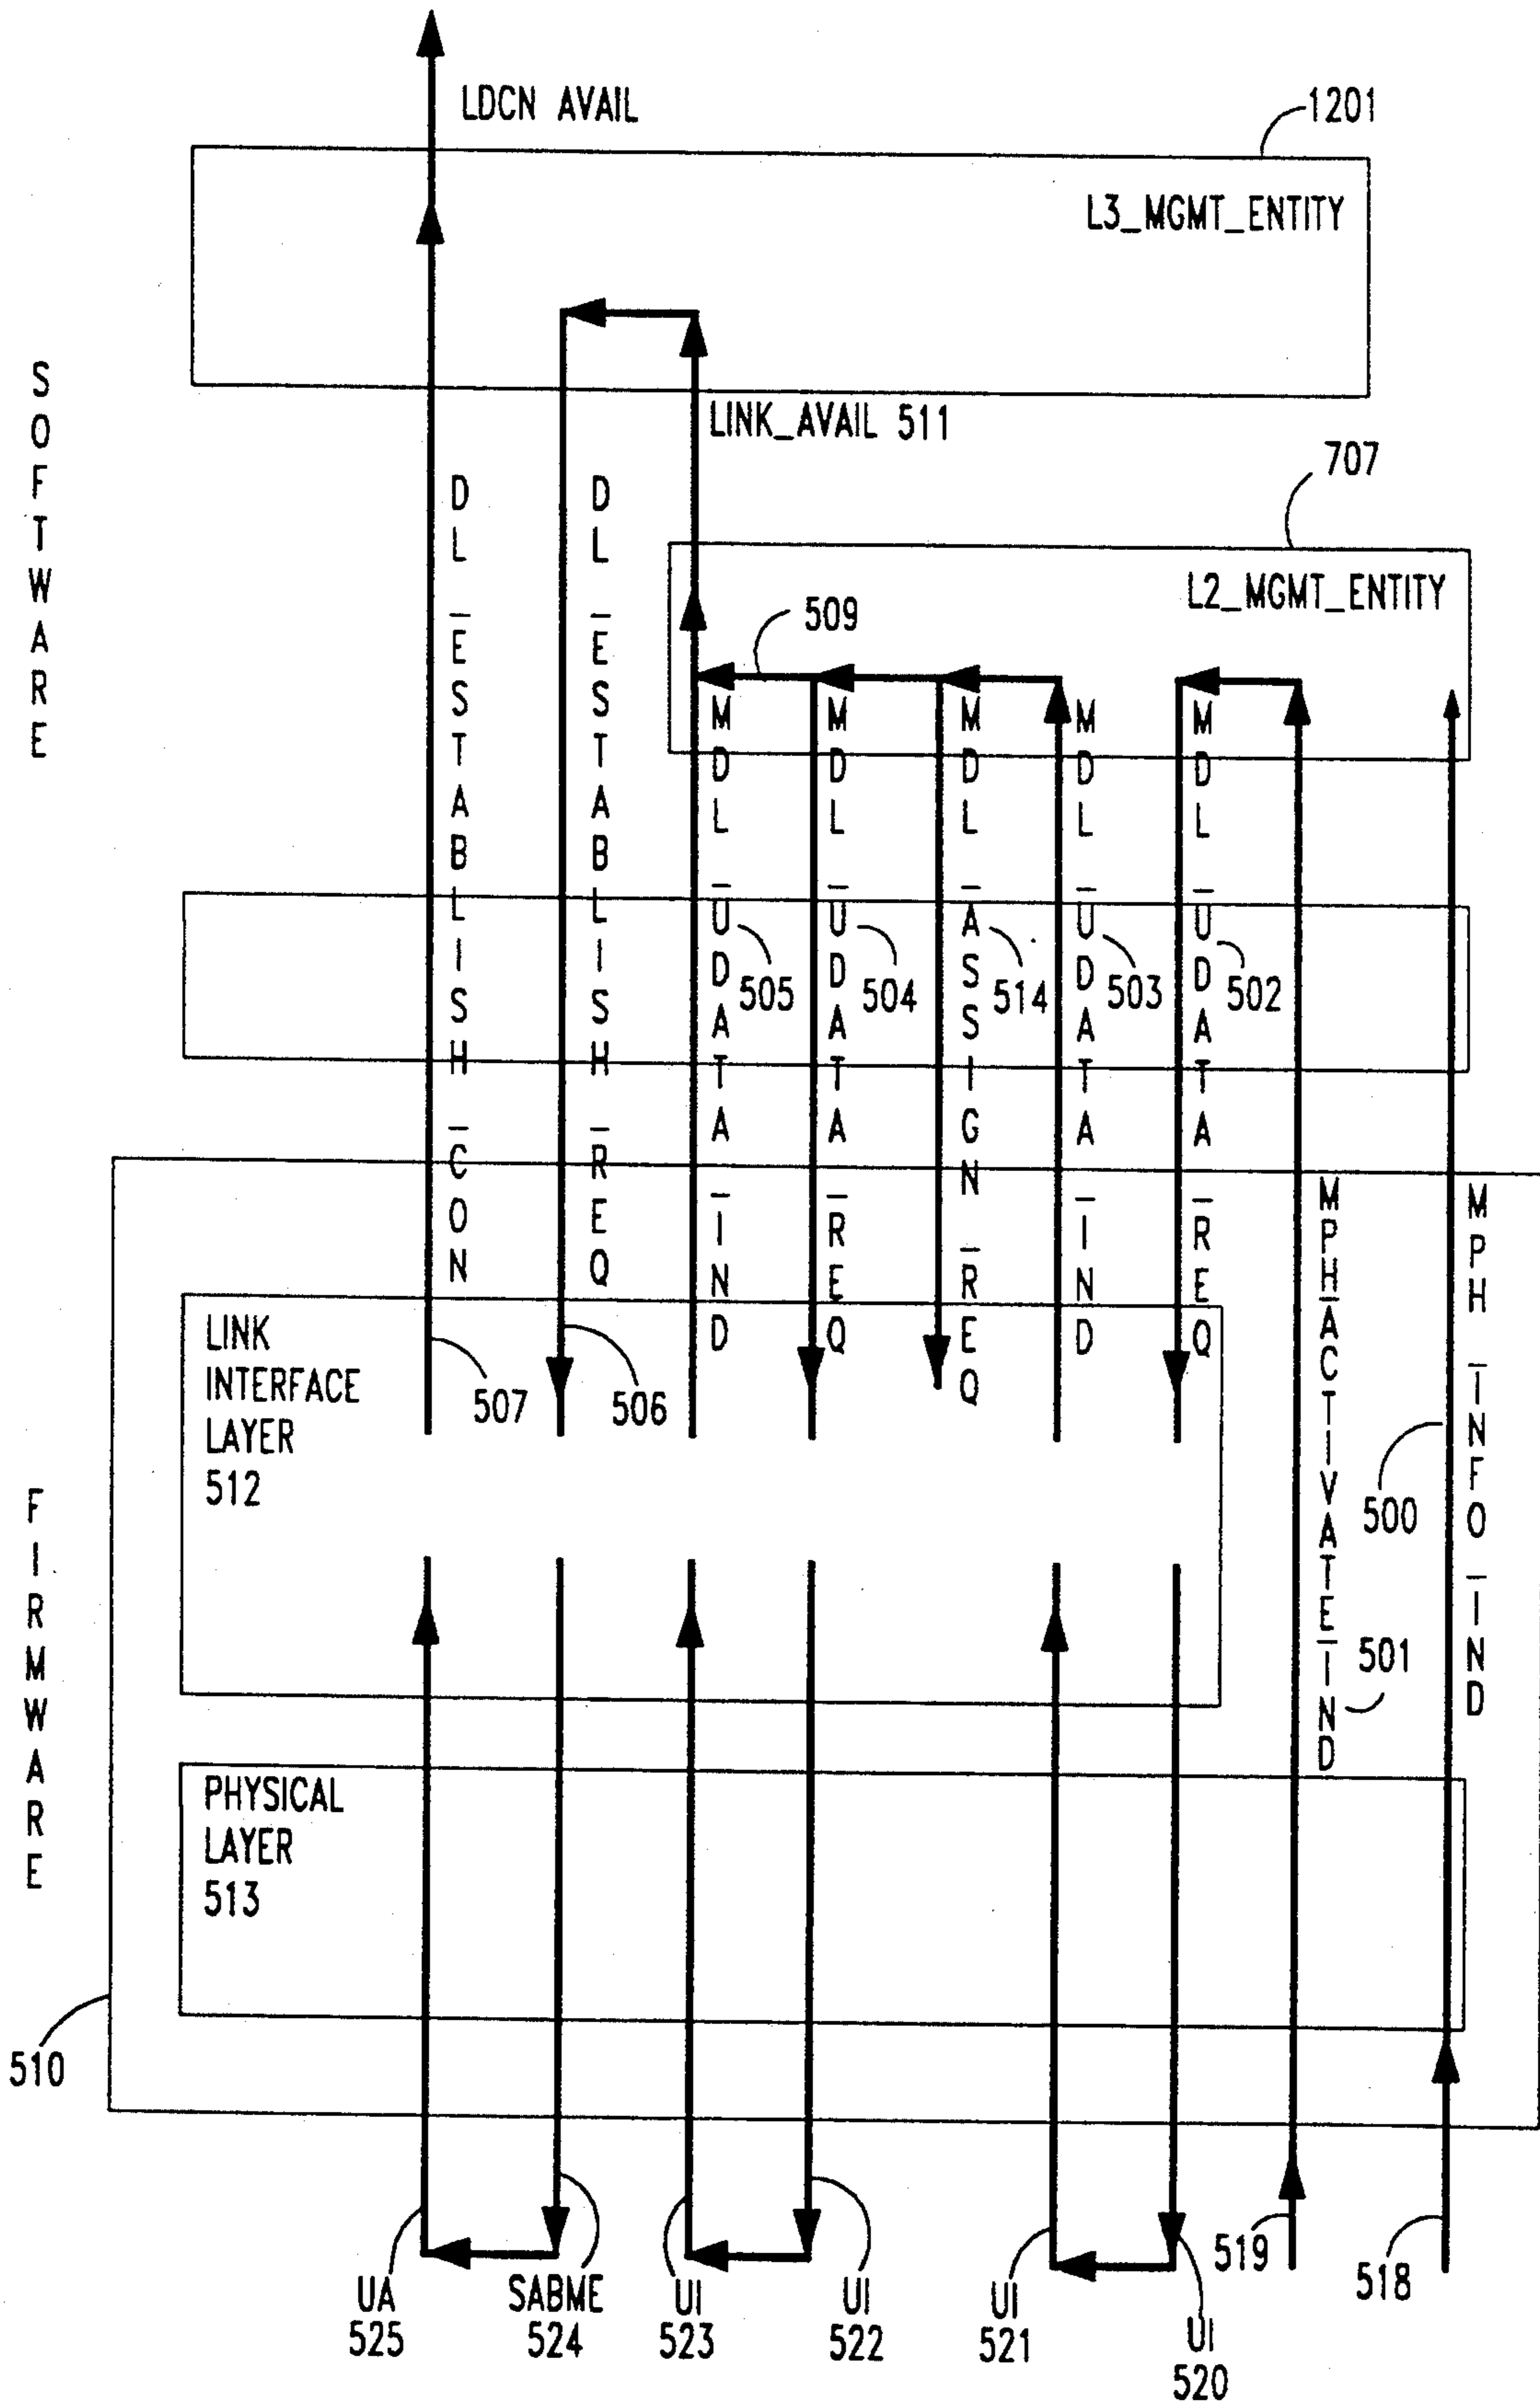 LDCN AVAIL
1201
L3_MGMT_ENTITY
SOFTWARE
LINK_AVAIL 511
707
L2_MGMT_ENTITY
509
DL_ESTABLISH_CON
DL_ESTABLISH_REQ
MDL_UDATA_IND
MDL_UDATA_REQ
MDL_ASSIGN_REQ
MDL_UDATA_IND
MDL_UDATA_REQ
505
504
514
503
502
MPH_ACTIVATE_IND
MPH_INFO_IND
LINK
INTERFACE
LAYER
512
507
506
500
501
FIRMWARE
PHYSICAL
LAYER
513
510
519
518
UA
525
SABME
524
UI
523
UI
522
UI
521
UI
520